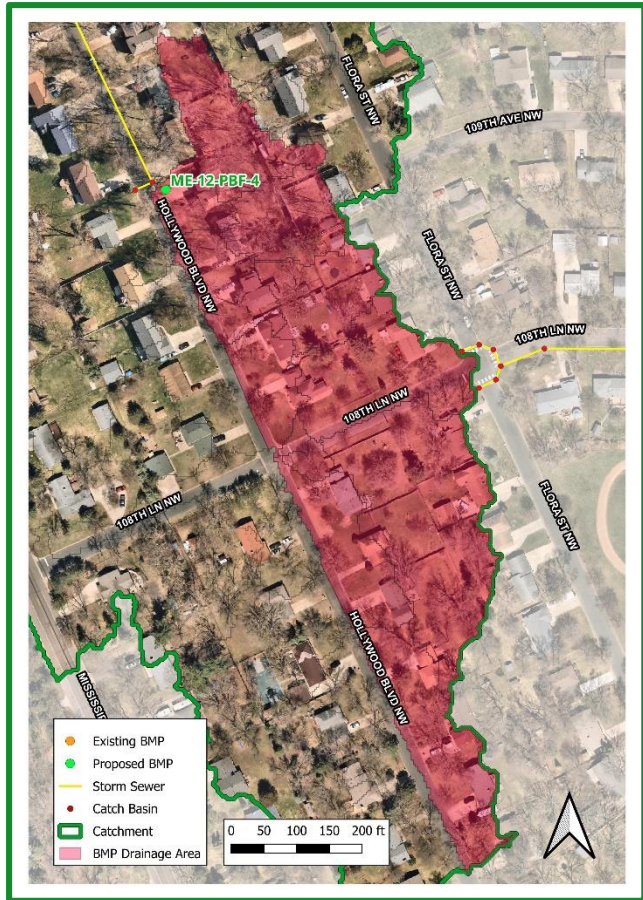 FLORA ST NW
109TH AVE NW
ME-12-PBF-4
HOLLYWOOD BLVD NW
FLORA ST NW
108TH LN NW
108TH LN NW
108TH LN NW
FLORA ST NW
HOLLYWOOD BLVD NW
MISSISSIP
Existing BMP
Proposed BMP
Storm Sewer
Catch Basin
Catchment
BMP Drainage Area
0 50 100 150 200 ft